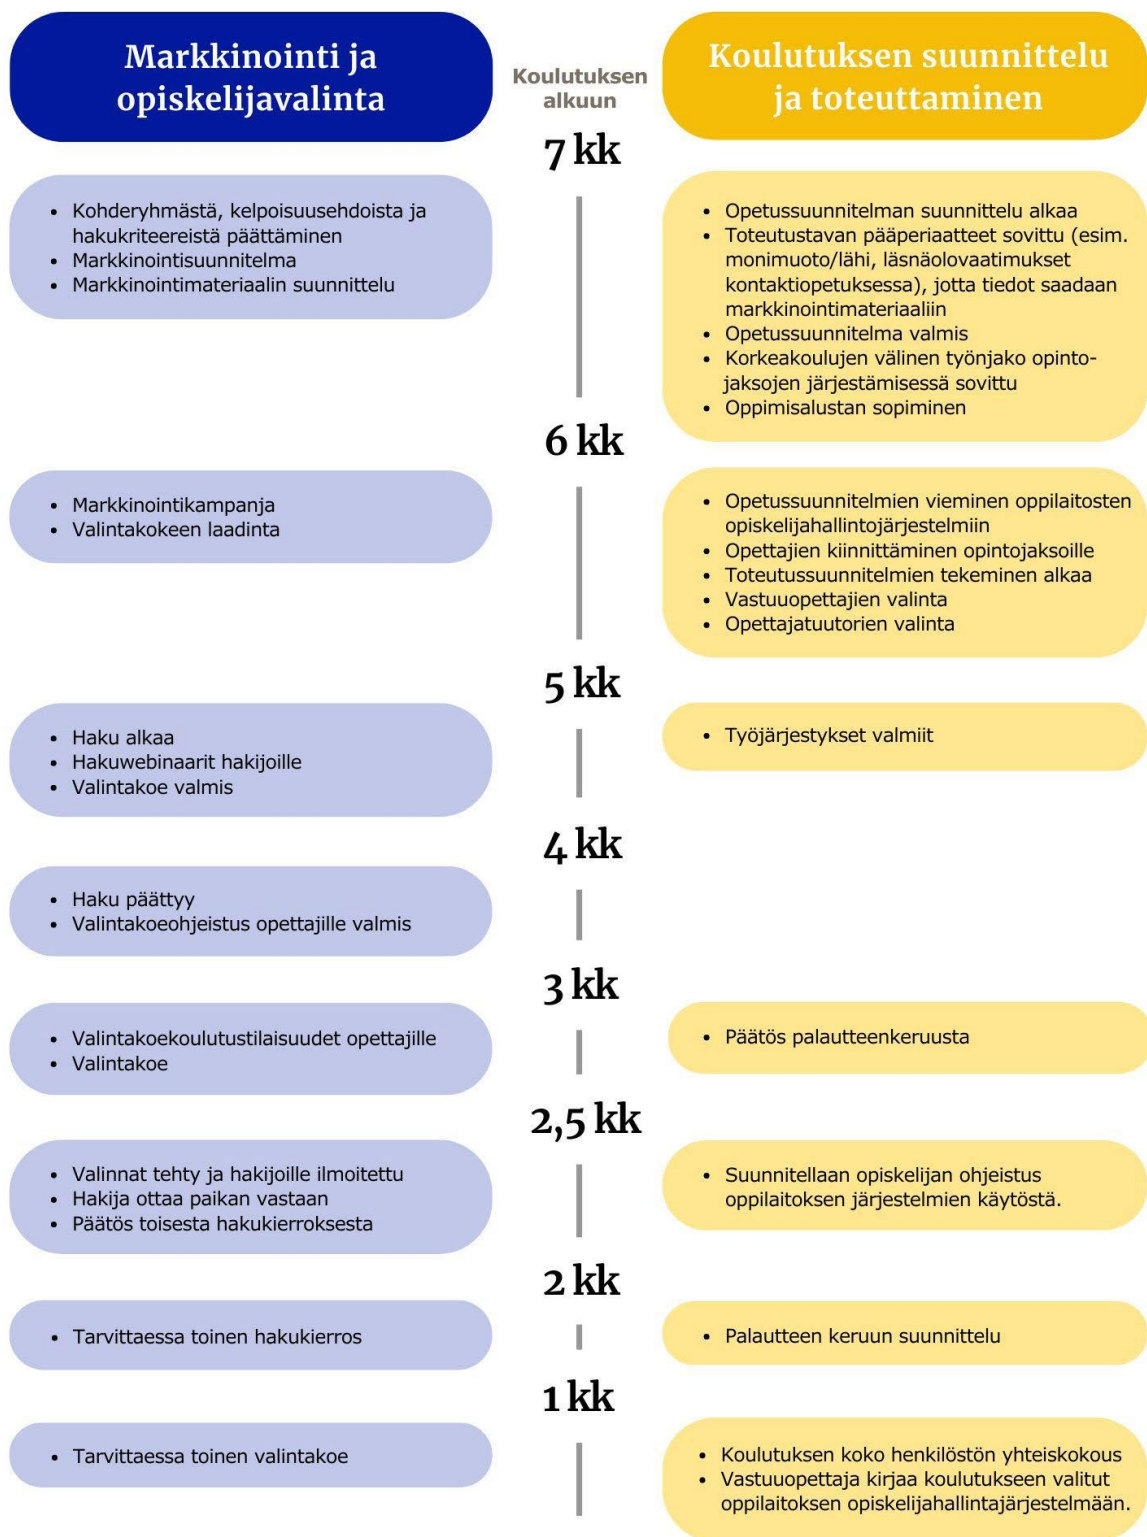 Markkinointi ja
opiskelijavalinta
Koulutuksen
alkuun
Koulutuksen suunnittelu
ja toteuttaminen
7 kk
• Kohderyhmästä, kelpoisuusehdoista ja
hakukriteereistä päättäminen
• Markkinointisuunnitelma
• Markkinointimateriaalin suunnittelu
• Opetussuunnitelman suunnittelu alkaa
• Toteutustavan pääperiaatteet sovittu (esim.
monimuoto/lähi, läsnäolovaatimukset
kontaktiopetuksessa), jotta tiedot saadaan
markkinointimateriaaliin
• Opetussuunnitelma valmis
• Korkeakoulujen välinen työnjako opinto-
jaksojen järjestämisessä sovittu
• Oppimisalustan sopiminen
6 kk
• Markkinointikampanja
• Valintakokeen laadinta
• Opetussuunnitelmien vieminen oppilaitosten
opiskelijahallintojärjestelmiin
• Opettajien kiinnittäminen opintojaksoille
• Toteutussuunnitelmien tekeminen alkaa
• Vastuuopettajien valinta
• Opettajatuutorien valinta
5 kk
• Haku alkaa
• Hakuwebinaarit hakijoille
• Valintakoe valmis
• Työjärjestykset valmiit
4 kk
• Haku päättyy
• Valintakoeohjeistus opettajille valmis
3 kk
• Valintakoekoulutustilaisuudet opettajille
• Valintakoe
• Päätös palautteenkeruusta
2,5 kk
• Valinnat tehty ja hakijoille ilmoitettu
• Hakija ottaa paikan vastaan
• Päätös toisesta hakukierroksesta
• Suunnitellaan opiskelijan ohjeistus
oppilaitoksen järjestelmien käytöstä.
2 kk
• Tarvittaessa toinen hakukierros
• Palautteen keruun suunnittelu
1 kk
• Tarvittaessa toinen valintakoe
• Koulutuksen koko henkilöstön yhteiskokous
• Vastuuopettaja kirjaa koulutukseen valitut
oppilaitoksen opiskelijahallintajärjestelmään.